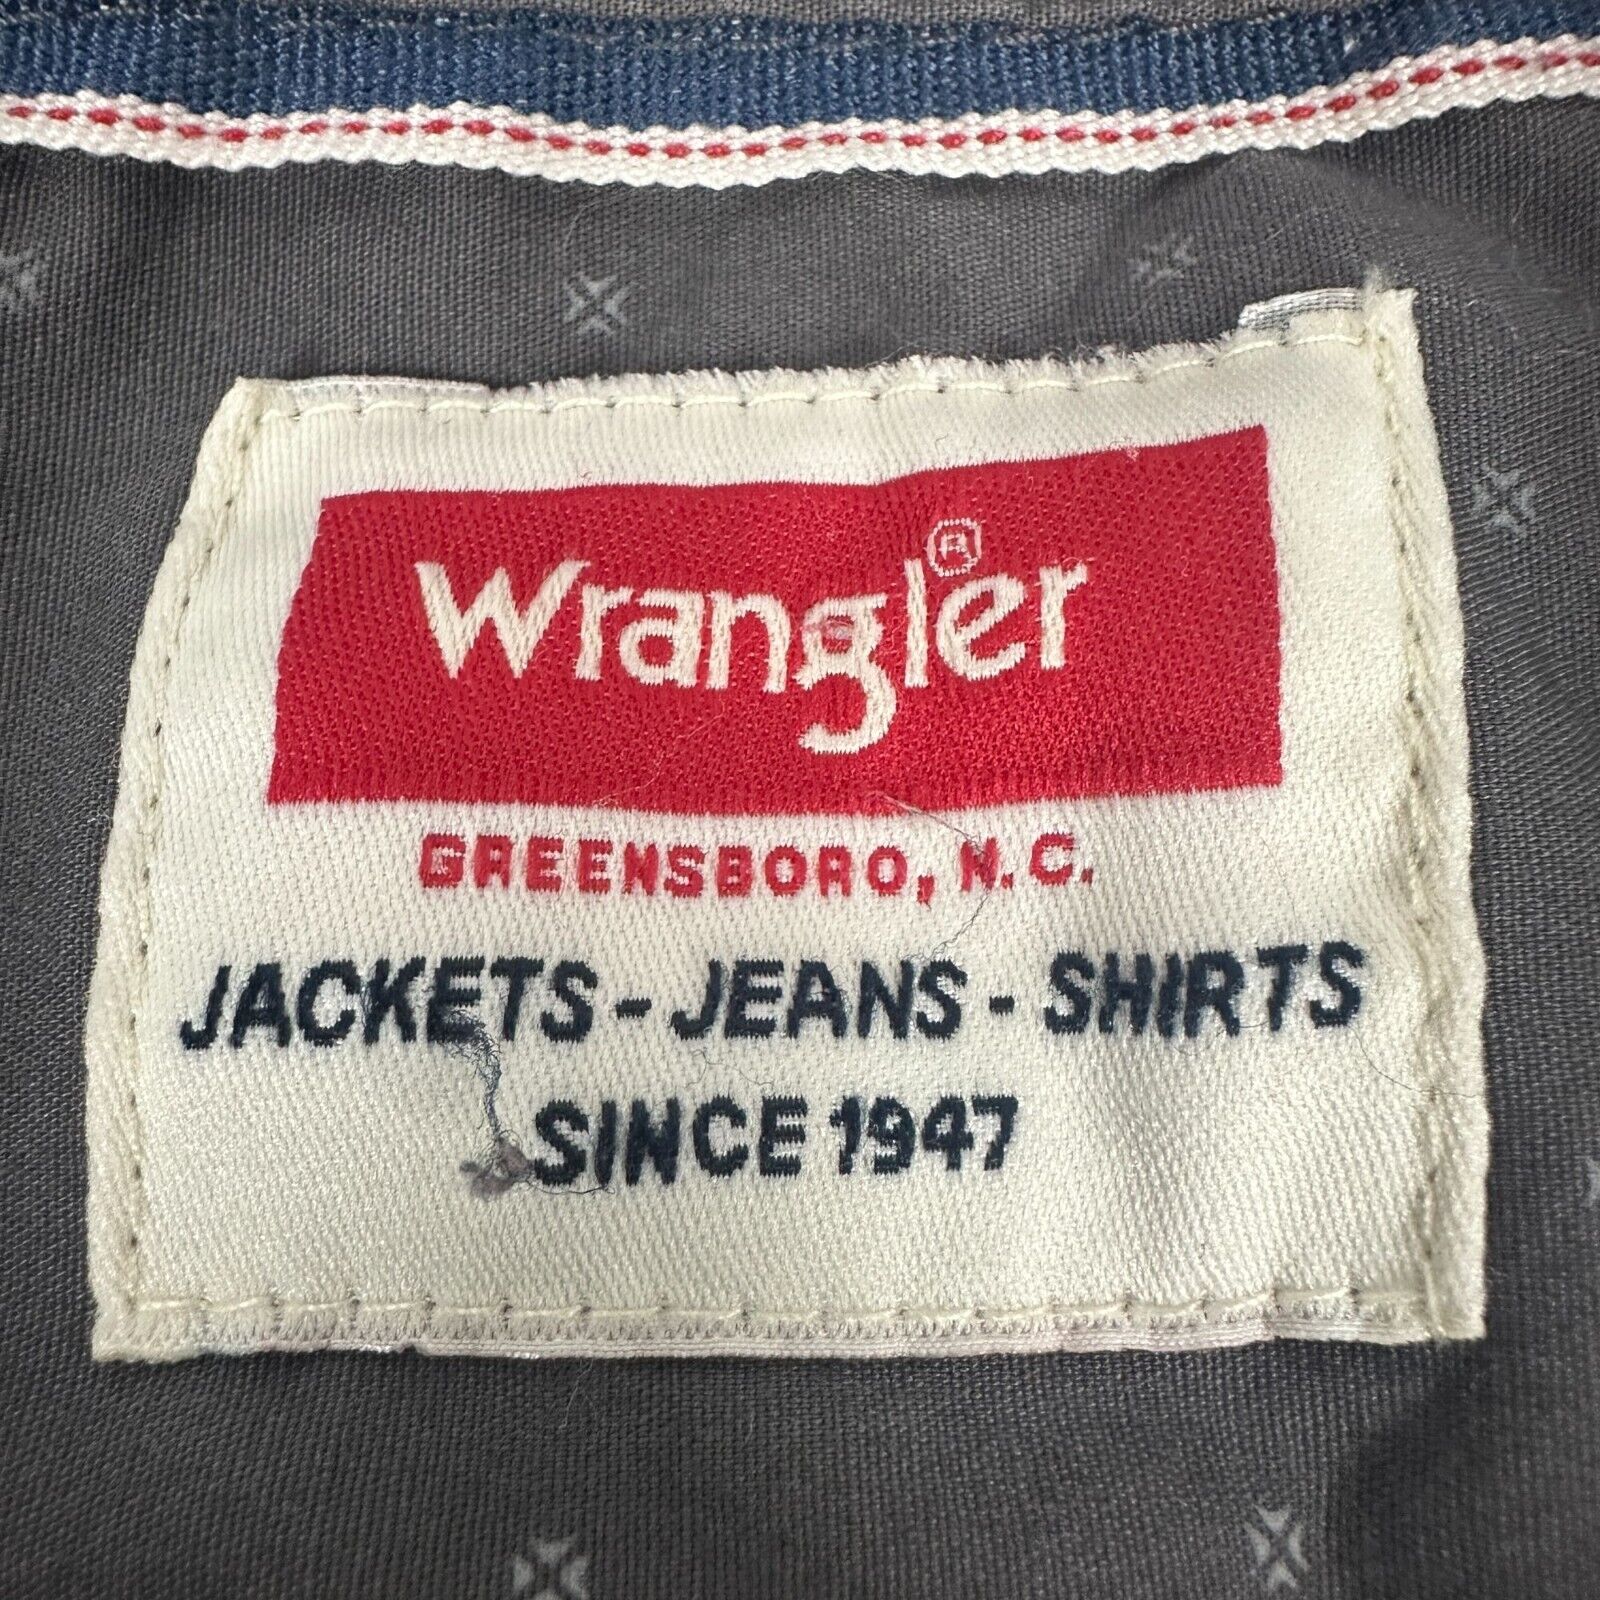 Wrangler®
GREENSBORO, N.C.
JACKETS - JEANS - SHIRTS
SINCE 1947